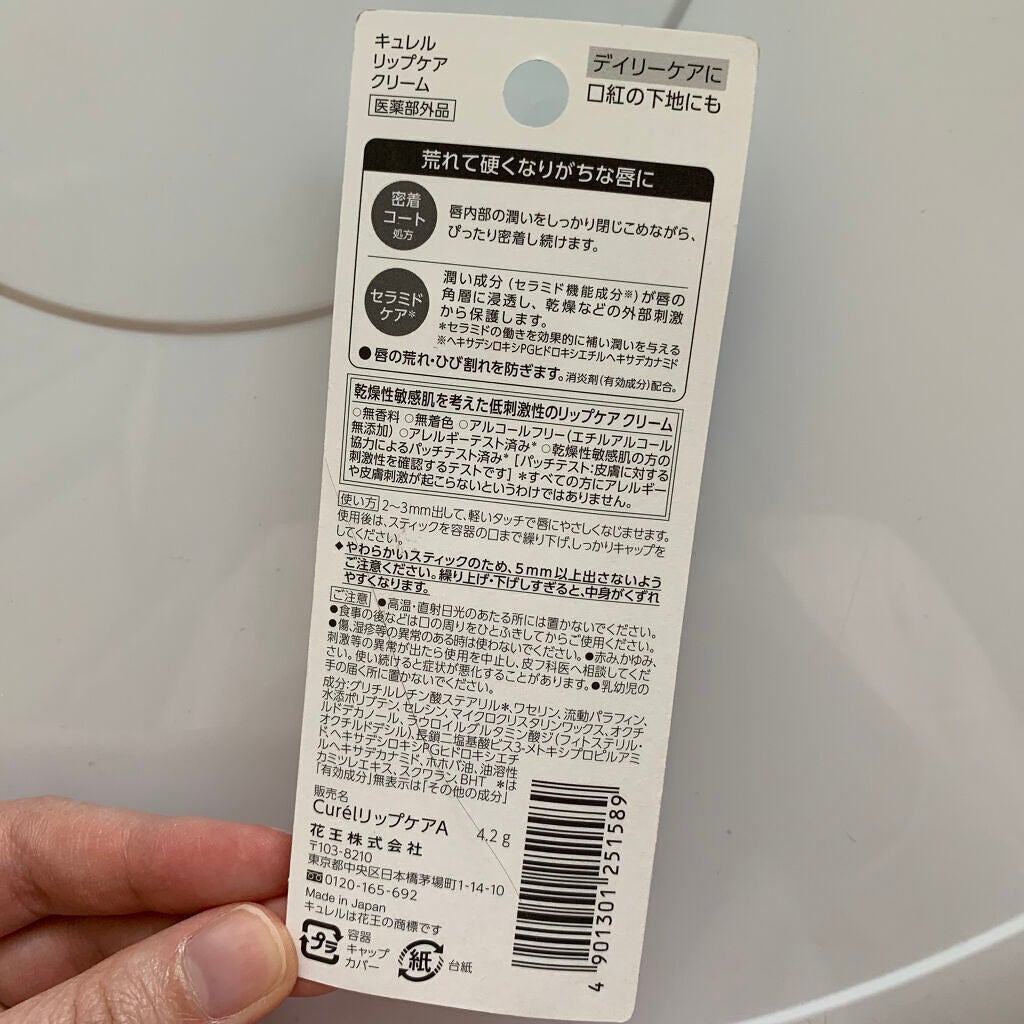 キュレル
リップケア
クリーム
医薬部外品
デイリーケアに
口紅の下地にも
荒れて硬くなりがちな唇に
密着
コート
処方
唇内部の潤いをしっかり閉じこめながら、
ぴったり密着し続けます。
セラミド
ケア*
潤い成分（セラミド機能成分※）が唇の
角層に浸透し、乾燥などの外部刺激
から保護します。
*セラミドの働きを効果的に補い潤いを与える
※ヘキサデシロキシPGヒドロキシエチルヘキサデカナミド
●唇の荒れ・ひび割れを防ぎます。消炎剤(有効成分)配合。
乾燥性敏感肌を考えた低刺激性のリップケア クリーム
○無香料 ○無着色 ○アルコールフリー(エチルアルコール
無添加) ○アレルギーテスト済み* ○乾燥性敏感肌の方の
協力によるパッチテスト済み* [パッチテスト:皮膚に対する
刺激性を確認するテストです] *すべての方にアレルギー
や皮膚刺激が起こらないというわけではありません。
使い方 2～3mm出して、軽いタッチで唇にやさしくなじませます。
使用後は、スティックを容器の口まで繰り下げ、しっかりキャップを
してください。
◆やわらかいスティックのため、5mm以上出さないよう
ご注意ください。繰り上げ・下げしすぎると、中身がくずれ
やすくなります。
ご注意 ●高温・直射日光のあたる所には置かないでください。
●食事の後などは口の周りをひとふきしてからご使用ください。
●傷、湿疹等の異常のある時は使わないでください。●赤み、かゆみ、
刺激等の異常が出たら使用を中止し、皮フ科医へ相談してくだ
さい。使い続けると症状が悪化することがあります。●乳幼児の
手の届く所に置かないでください。
成分:グリチルレチン酸ステアリル*、ワセリン、流動パラフィン、
水添ポリブテン、セレシン、マイクロクリスタリンワックス、オクチ
ルドデカノール、ラウロイルグルタミン酸ジ(フィトステリル・
オクチルドデシル)、長鎖二塩基酸ビス3-メトキシプロピルアミ
ド、ヘキサデシロキシPGヒドロキシエチ
ルヘキサデカナミド、ホホバ油、油溶性
カミツレエキス、スクワラン、BHT *は
「有効成分」無表示は「その他の成分」
販売名
CurélリップケアA
4.2 g
花王株式会社
〒103-8210
東京都中央区日本橋茅場町1-14-10
0120-165-692
Made in Japan
キュレルは花王の商標です
プラ
容器
キャップ
カバー
紙
台紙
4 901301 251589